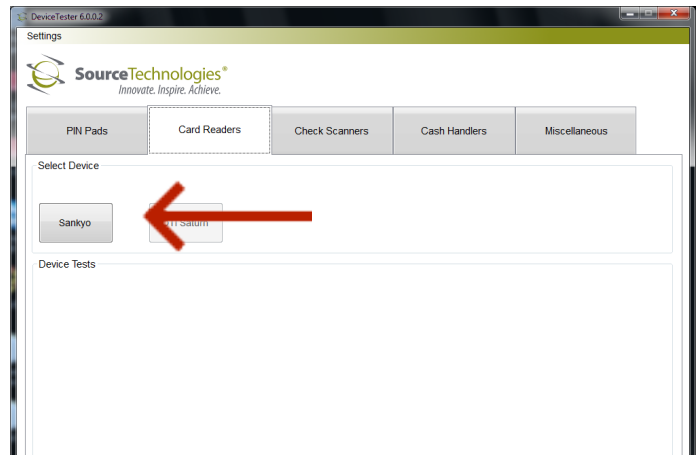 DeviceTester 6.0.0.2
Settings
SourceTechnologies®
Innovate. Inspire. Achieve.
PIN Pads
Card Readers
Check Scanners
Cash Handlers
Miscellaneous
Select Device
Sankyo
Saturn
Device Tests